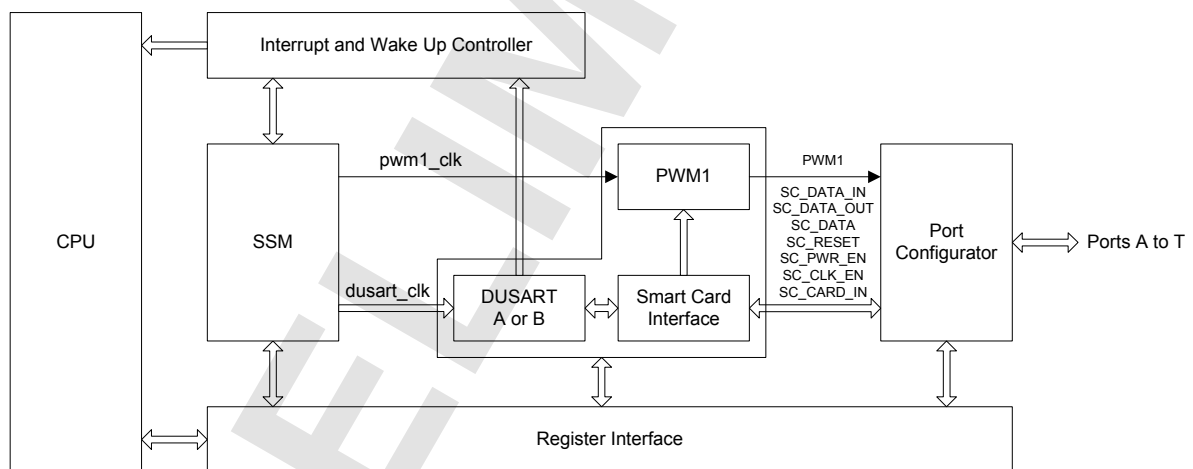 Interrupt and Wake Up Controller
CPU
SSM
pwm1_clk
dusart_clk
PWM1
DUSART
A or B
Smart Card
Interface
PWM1
SC_DATA_IN
SC_DATA_OUT
SC_DATA
SC_RESET
SC_PWR_EN
SC_CLK_EN
SC_CARD_IN
Port
Configurator
Ports A to T
Register Interface
ELIM